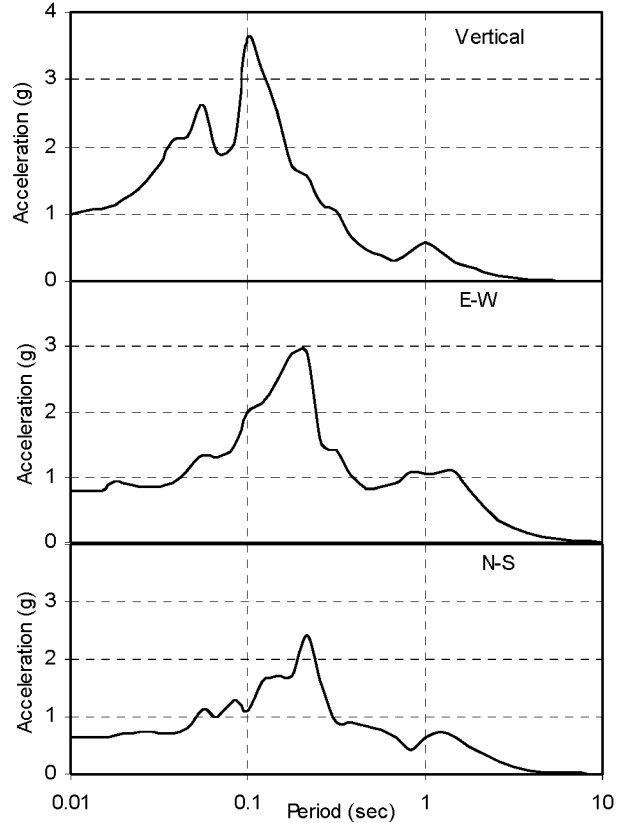 Vertical
Acceleration (g)
4
3
2
1
0
E-W
Acceleration (g)
3
2
1
0
N-S
Acceleration (g)
3
2
1
0
0.01 0.1 1 10
Period (sec)